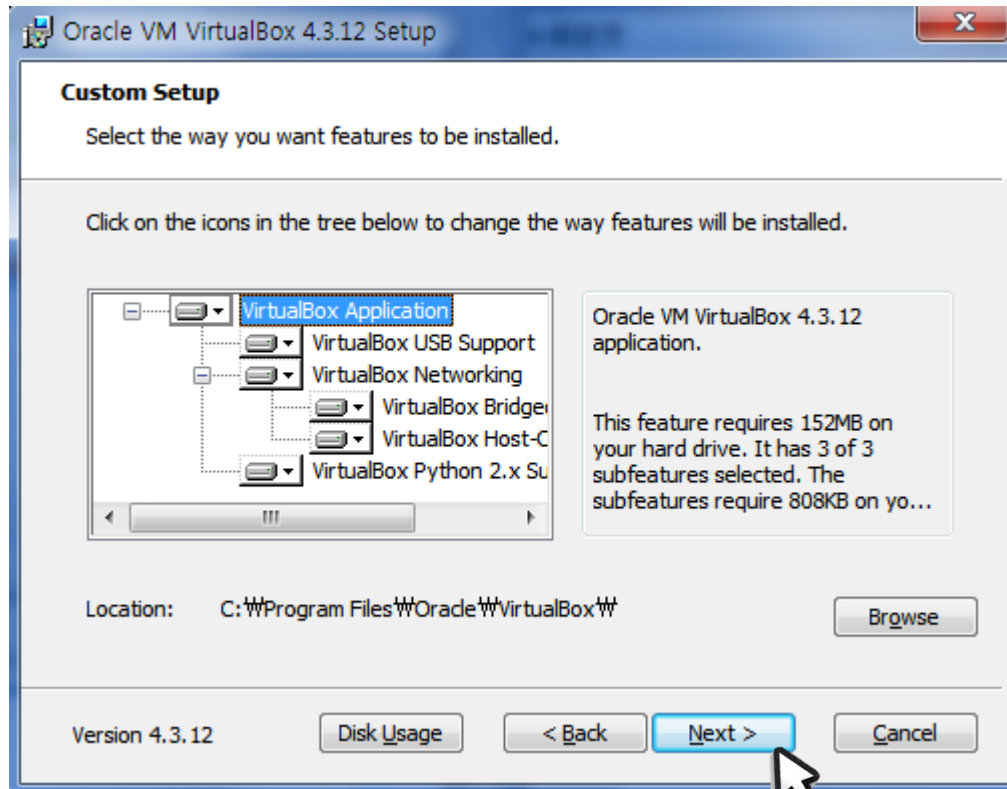 Oracle VM VirtualBox 4.3.12 Setup
Custom Setup
Select the way you want features to be installed.
Click on the icons in the tree below to change the way features will be installed.
VirtualBox Application
VirtualBox USB Support
VirtualBox Networking
VirtualBox Bridged
VirtualBox Host-O
VirtualBox Python 2.x Su
Oracle VM VirtualBox 4.3.12
application.
This feature requires 152MB on
your hard drive. It has 3 of 3
subfeatures selected. The
subfeatures require 808KB on yo...
Location: C:₩Program Files₩Oracle₩VirtualBox₩
Browse
Version 4.3.12 Disk Usage < Back Next > Cancel